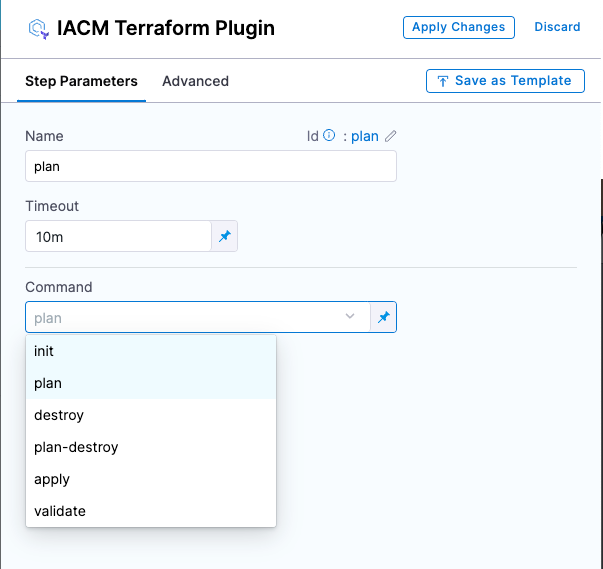 IACM Terraform Plugin
Apply Changes
Discard
Step Parameters
Advanced
Save as Template
Name
Id : plan
plan
Timeout
10m
Command
plan
init
plan
destroy
plan-destroy
apply
validate